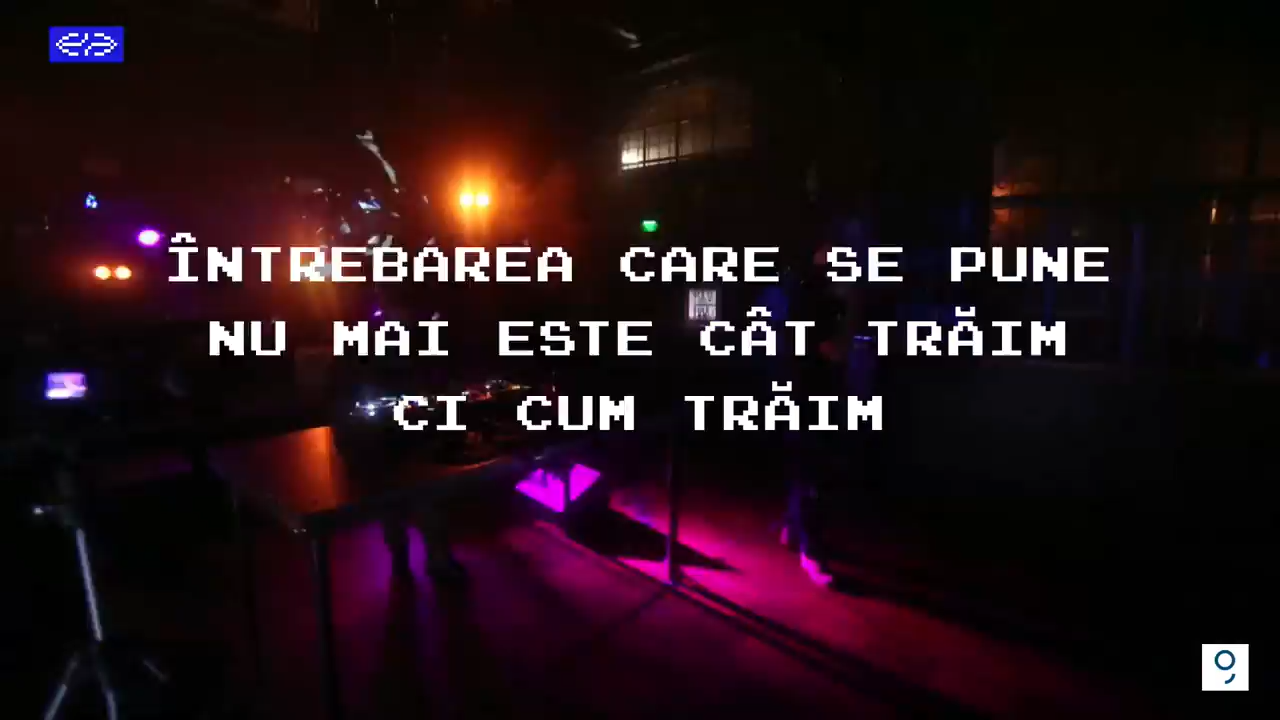 ÎNTREBAREA CARE SE PUNE
NU MAI ESTE CÂT TRĂIM
CI CUM TRĂIM